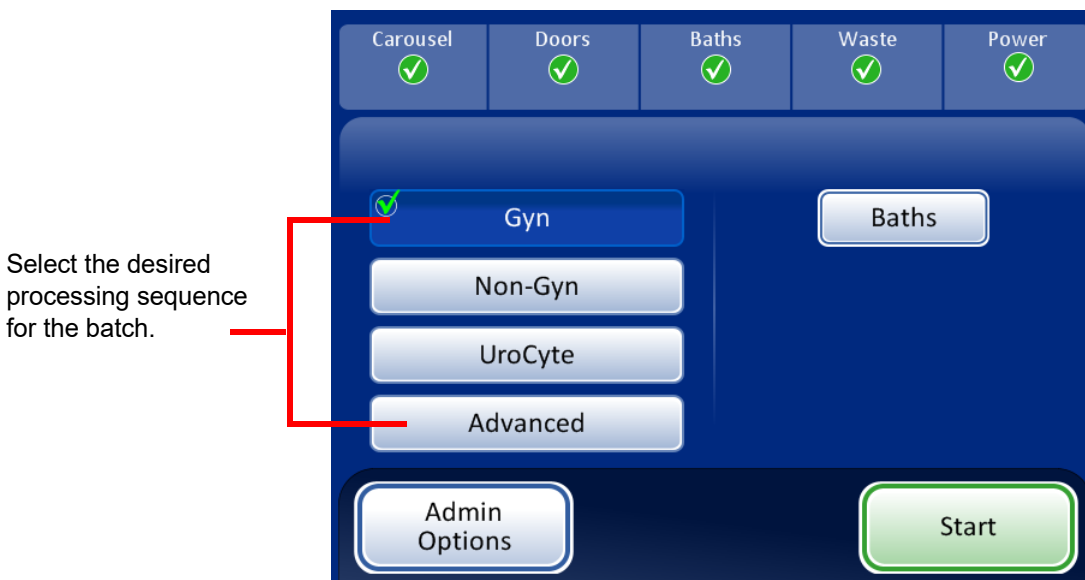 Carousel Doors Baths Waste Power
Select the desired
processing sequence
for the batch.
Gyn
Baths
Non-Gyn
UroCyte
Advanced
Admin
Options
Start